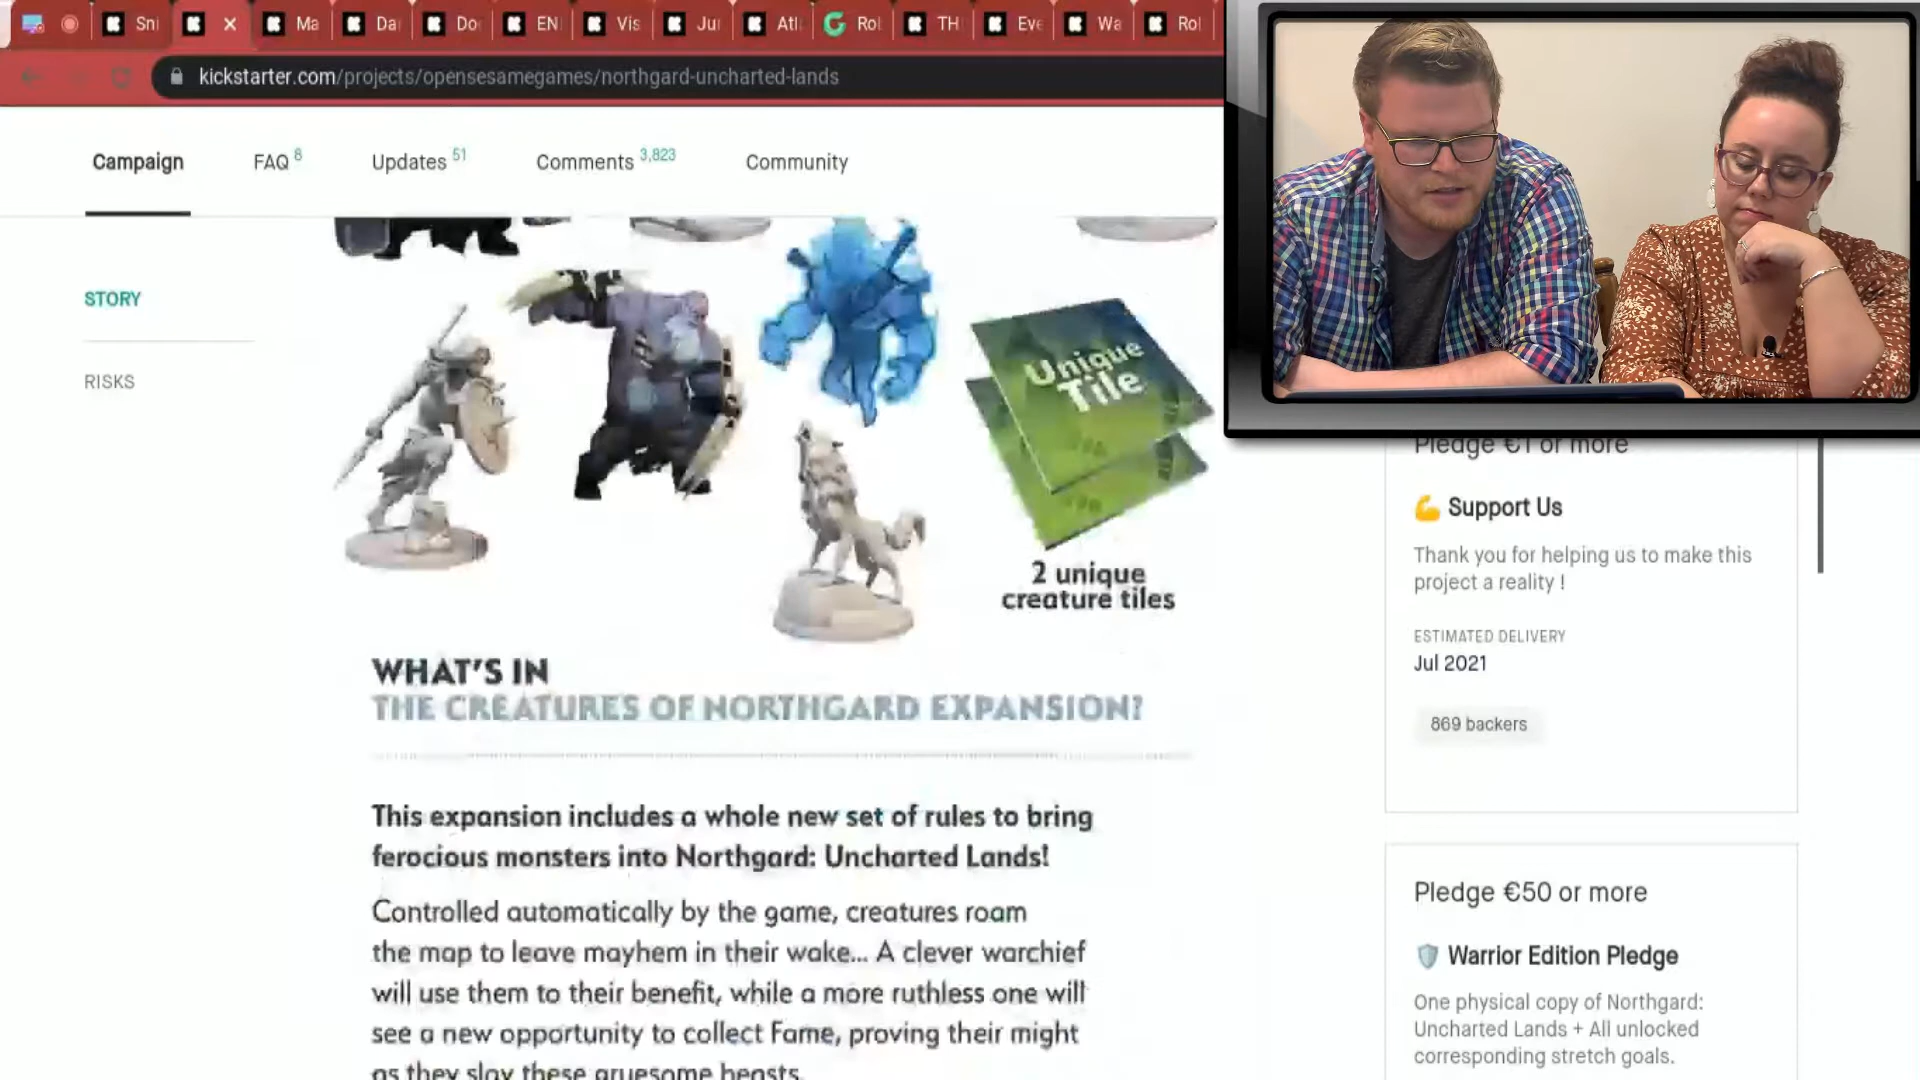 Sni
Ma
Da
Do
EN
Vis
Jur
Atl
Rol
TH
Eve
Wa
Rol
kickstarter.com/projects/opensesamegames/northgard-uncharted-lands
Campaign
FAQ 8
Updates 51
Comments 3,823
Community
STORY
RISKS
Unique
Tile
2 unique
creature tiles
WHAT'S IN
THE CREATURES OF NORTHGARD EXPANSION?
This expansion includes a whole new set of rules to bring
ferocious monsters into Northgard: Uncharted Lands!
Controlled automatically by the game, creatures roam
the map to leave mayhem in their wake... A clever warchief
will use them to their benefit, while a more ruthless one will
see a new opportunity to collect Fame, proving their might
as they slay these gruesome beasts.
Pledge €1 or more
💪 Support Us
Thank you for helping us to make this
project a reality !
ESTIMATED DELIVERY
Jul 2021
869 backers
Pledge €50 or more
🛡️ Warrior Edition Pledge
One physical copy of Northgard:
Uncharted Lands + All unlocked
corresponding stretch goals.